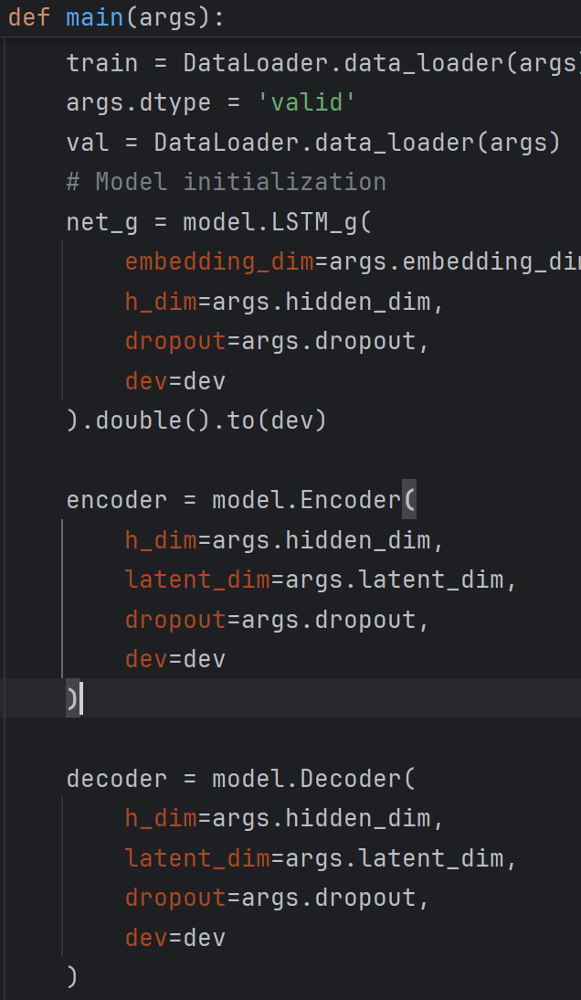 def main(args):
train = DataLoader.data_loader(args)
args.dtype = 'valid'
val = DataLoader.data_loader(args)
# Model initialization
net_g = model.LSTM_g(
embedding_dim=args.embedding_dim
h_dim=args.hidden_dim,
dropout=args.dropout,
dev=dev
).double().to(dev)
encoder = model.Encoder(
h_dim=args.hidden_dim,
latent_dim=args.latent_dim,
dropout=args.dropout,
dev=dev
)
decoder = model.Decoder(
h_dim=args.hidden_dim,
latent_dim=args.latent_dim,
dropout=args.dropout,
dev=dev
)